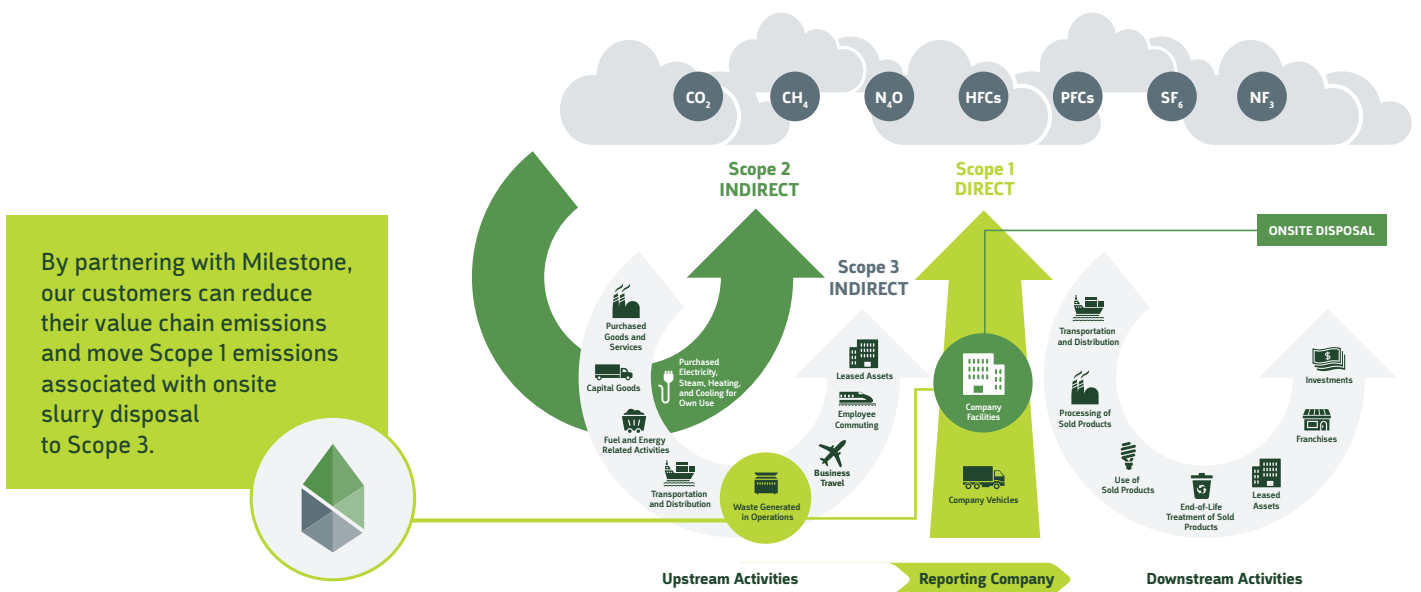 CO2
CH4
N4O
HFCs
PFCs
SF6
NF3
Scope 2
INDIRECT
Scope 1
DIRECT
ONSITE DISPOSAL
By partnering with Milestone,
our customers can reduce
their value chain emissions
and move Scope 1 emissions
associated with onsite
slurry disposal
to Scope 3.
Scope 3
INDIRECT
Purchased
Goods and
Services
Capital Goods
Fuel and Energy
Related Activities
Transportation
and Distribution
Purchased
Electricity,
Steam, Heating,
and Cooling for
Own Use
Waste Generated
in Operations
Business
Travel
Employee
Commuting
Leased Assets
Company
Facilities
Company Vehicles
Transportation
and Distribution
Processing of
Sold Products
Use of
Sold Products
End-of-Life
Treatment of Sold
Products
Leased
Assets
Franchises
$
Investments
Upstream Activities
Reporting Company
Downstream Activities